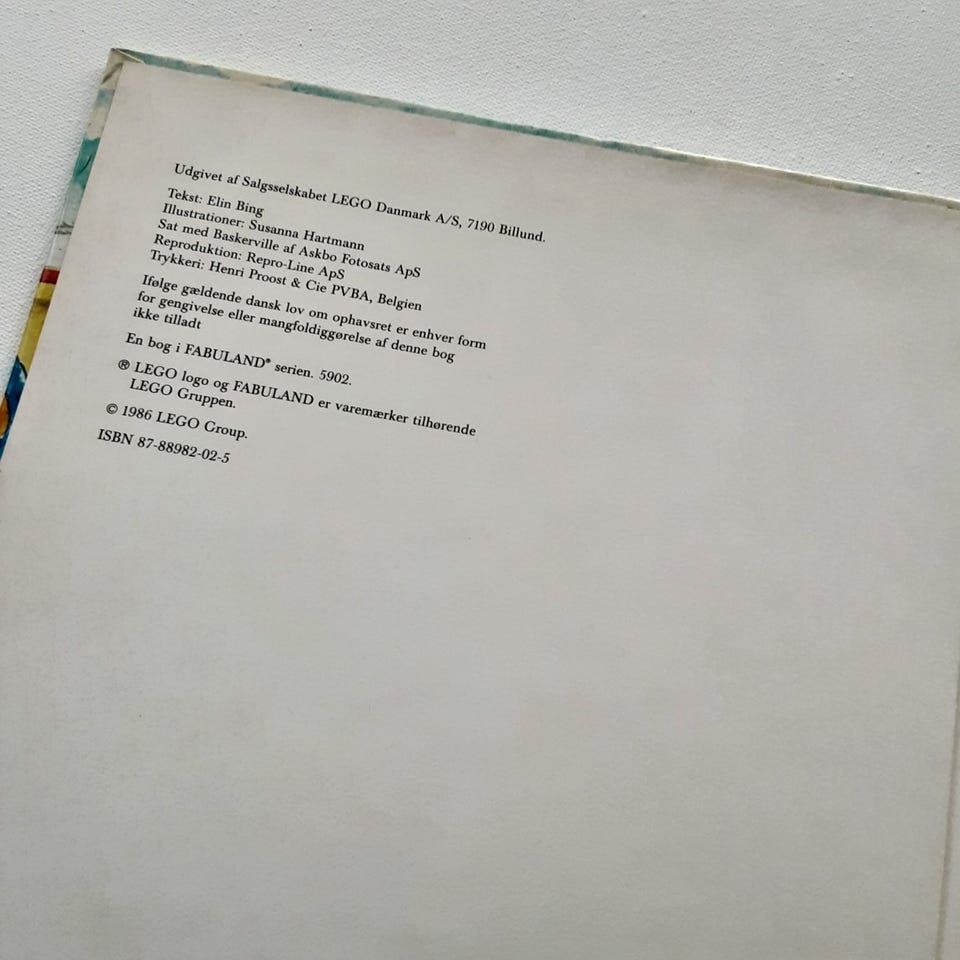 Udgivet af Salgsselskabet LEGO Danmark A/S, 7190 Billund.
Tekst: Elin Bing
Illustrationer: Susanna Hartmann
Sat med Baskerville af Askbo Fotosats ApS
Reproduktion: Repro-Line ApS
Trykkeri: Henri Proost & Cie PVBA, Belgien
Ifølge gældende dansk lov om ophavsret er enhver form
for gengivelse eller mangfoldiggørelse af denne bog
ikke tilladt
En bog i FABULAND® serien. 5902.
® LEGO logo og FABULAND er varemærker tilhørende
LEGO Gruppen.
© 1986 LEGO Group.
ISBN 87-88982-02-5